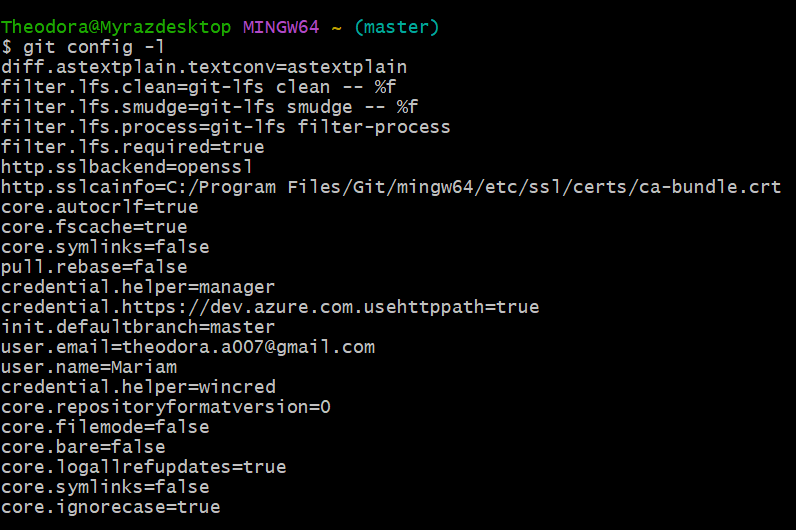 Theodora@Myrazdesktop MINGW64 ~ (master)
$ git config -l
diff.astextplain.textconv=astextplain
filter.lfs.clean=git-lfs clean -- %f
filter.lfs.smudge=git-lfs smudge -- %f
filter.lfs.process=git-lfs filter-process
filter.lfs.required=true
http.sslbackend=openssl
http.sslcainfo=C:/Program Files/Git/mingw64/etc/ssl/certs/ca-bundle.crt
core.autocrlf=true
core.fscache=true
core.symlinks=false
pull.rebase=false
credential.helper=manager
credential.https://dev.azure.com.usehttppath=true
init.defaultbranch=master
user.email=theodora.a007@gmail.com
user.name=Mariam
credential.helper=wincred
core.repositoryformatversion=0
core.filemode=false
core.bare=false
core.logallrefupdates=true
core.symlinks=false
core.ignorecase=true